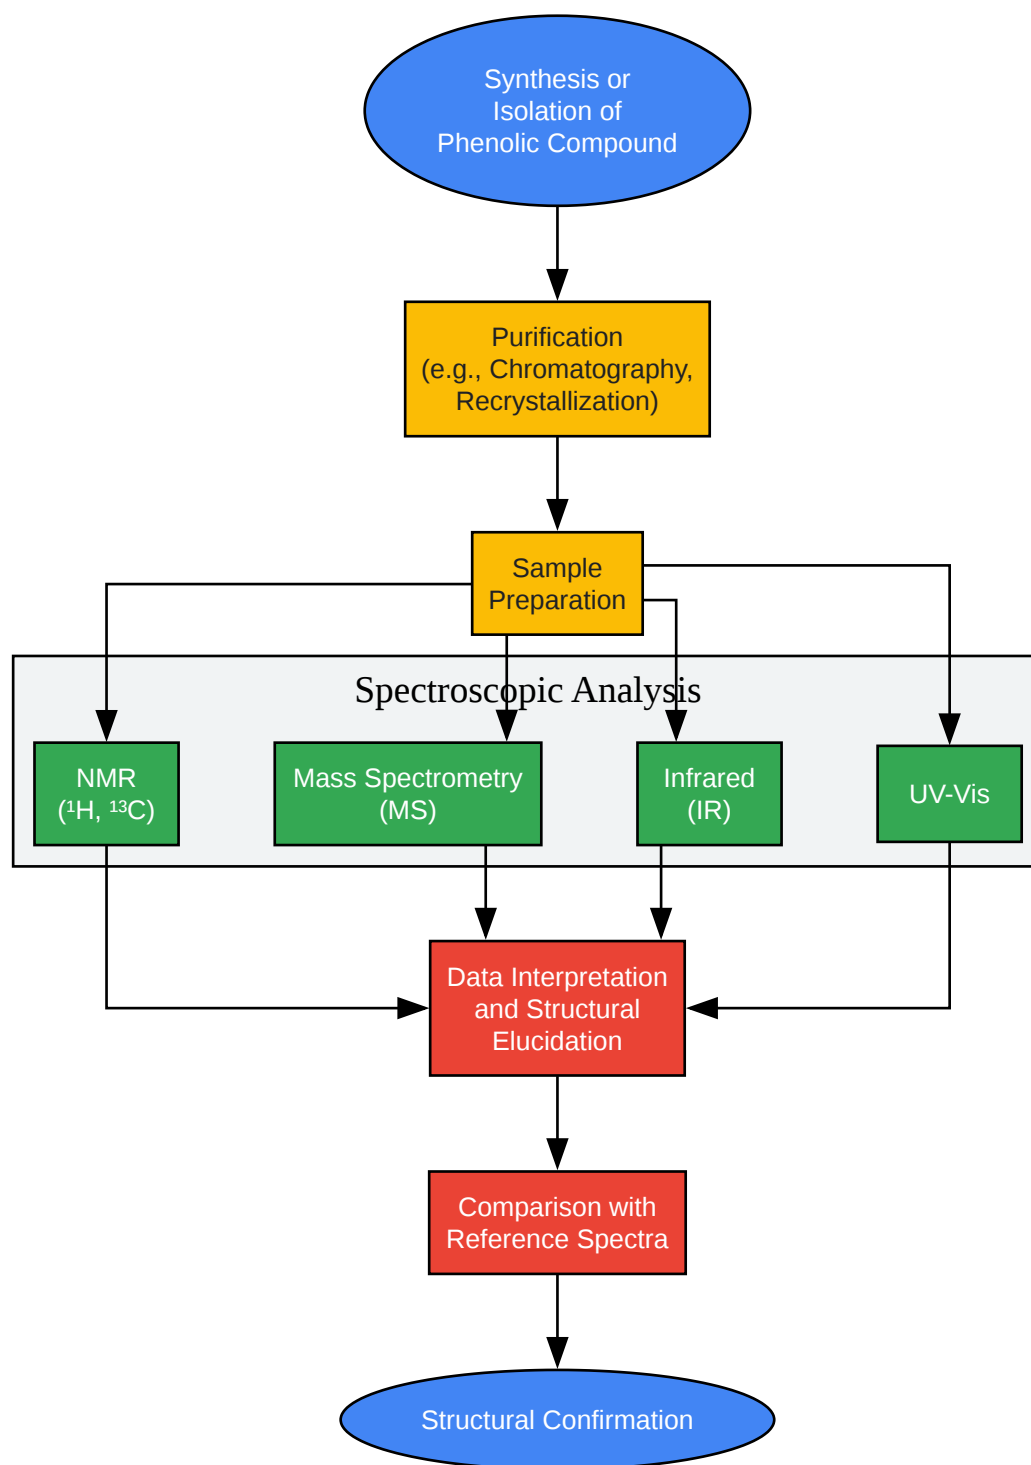 Synthesis or
Isolation of
Phenolic Compound
Purification
(e.g., Chromatography,
Recrystallization)
Sample
Preparation
Spectroscopic Analysis
NMR
(¹H, ¹³C)
Mass Spectrometry
(MS)
Infrared
(IR)
UV-Vis
Data Interpretation
and Structural
Elucidation
Comparison with
Reference Spectra
Structural Confirmation